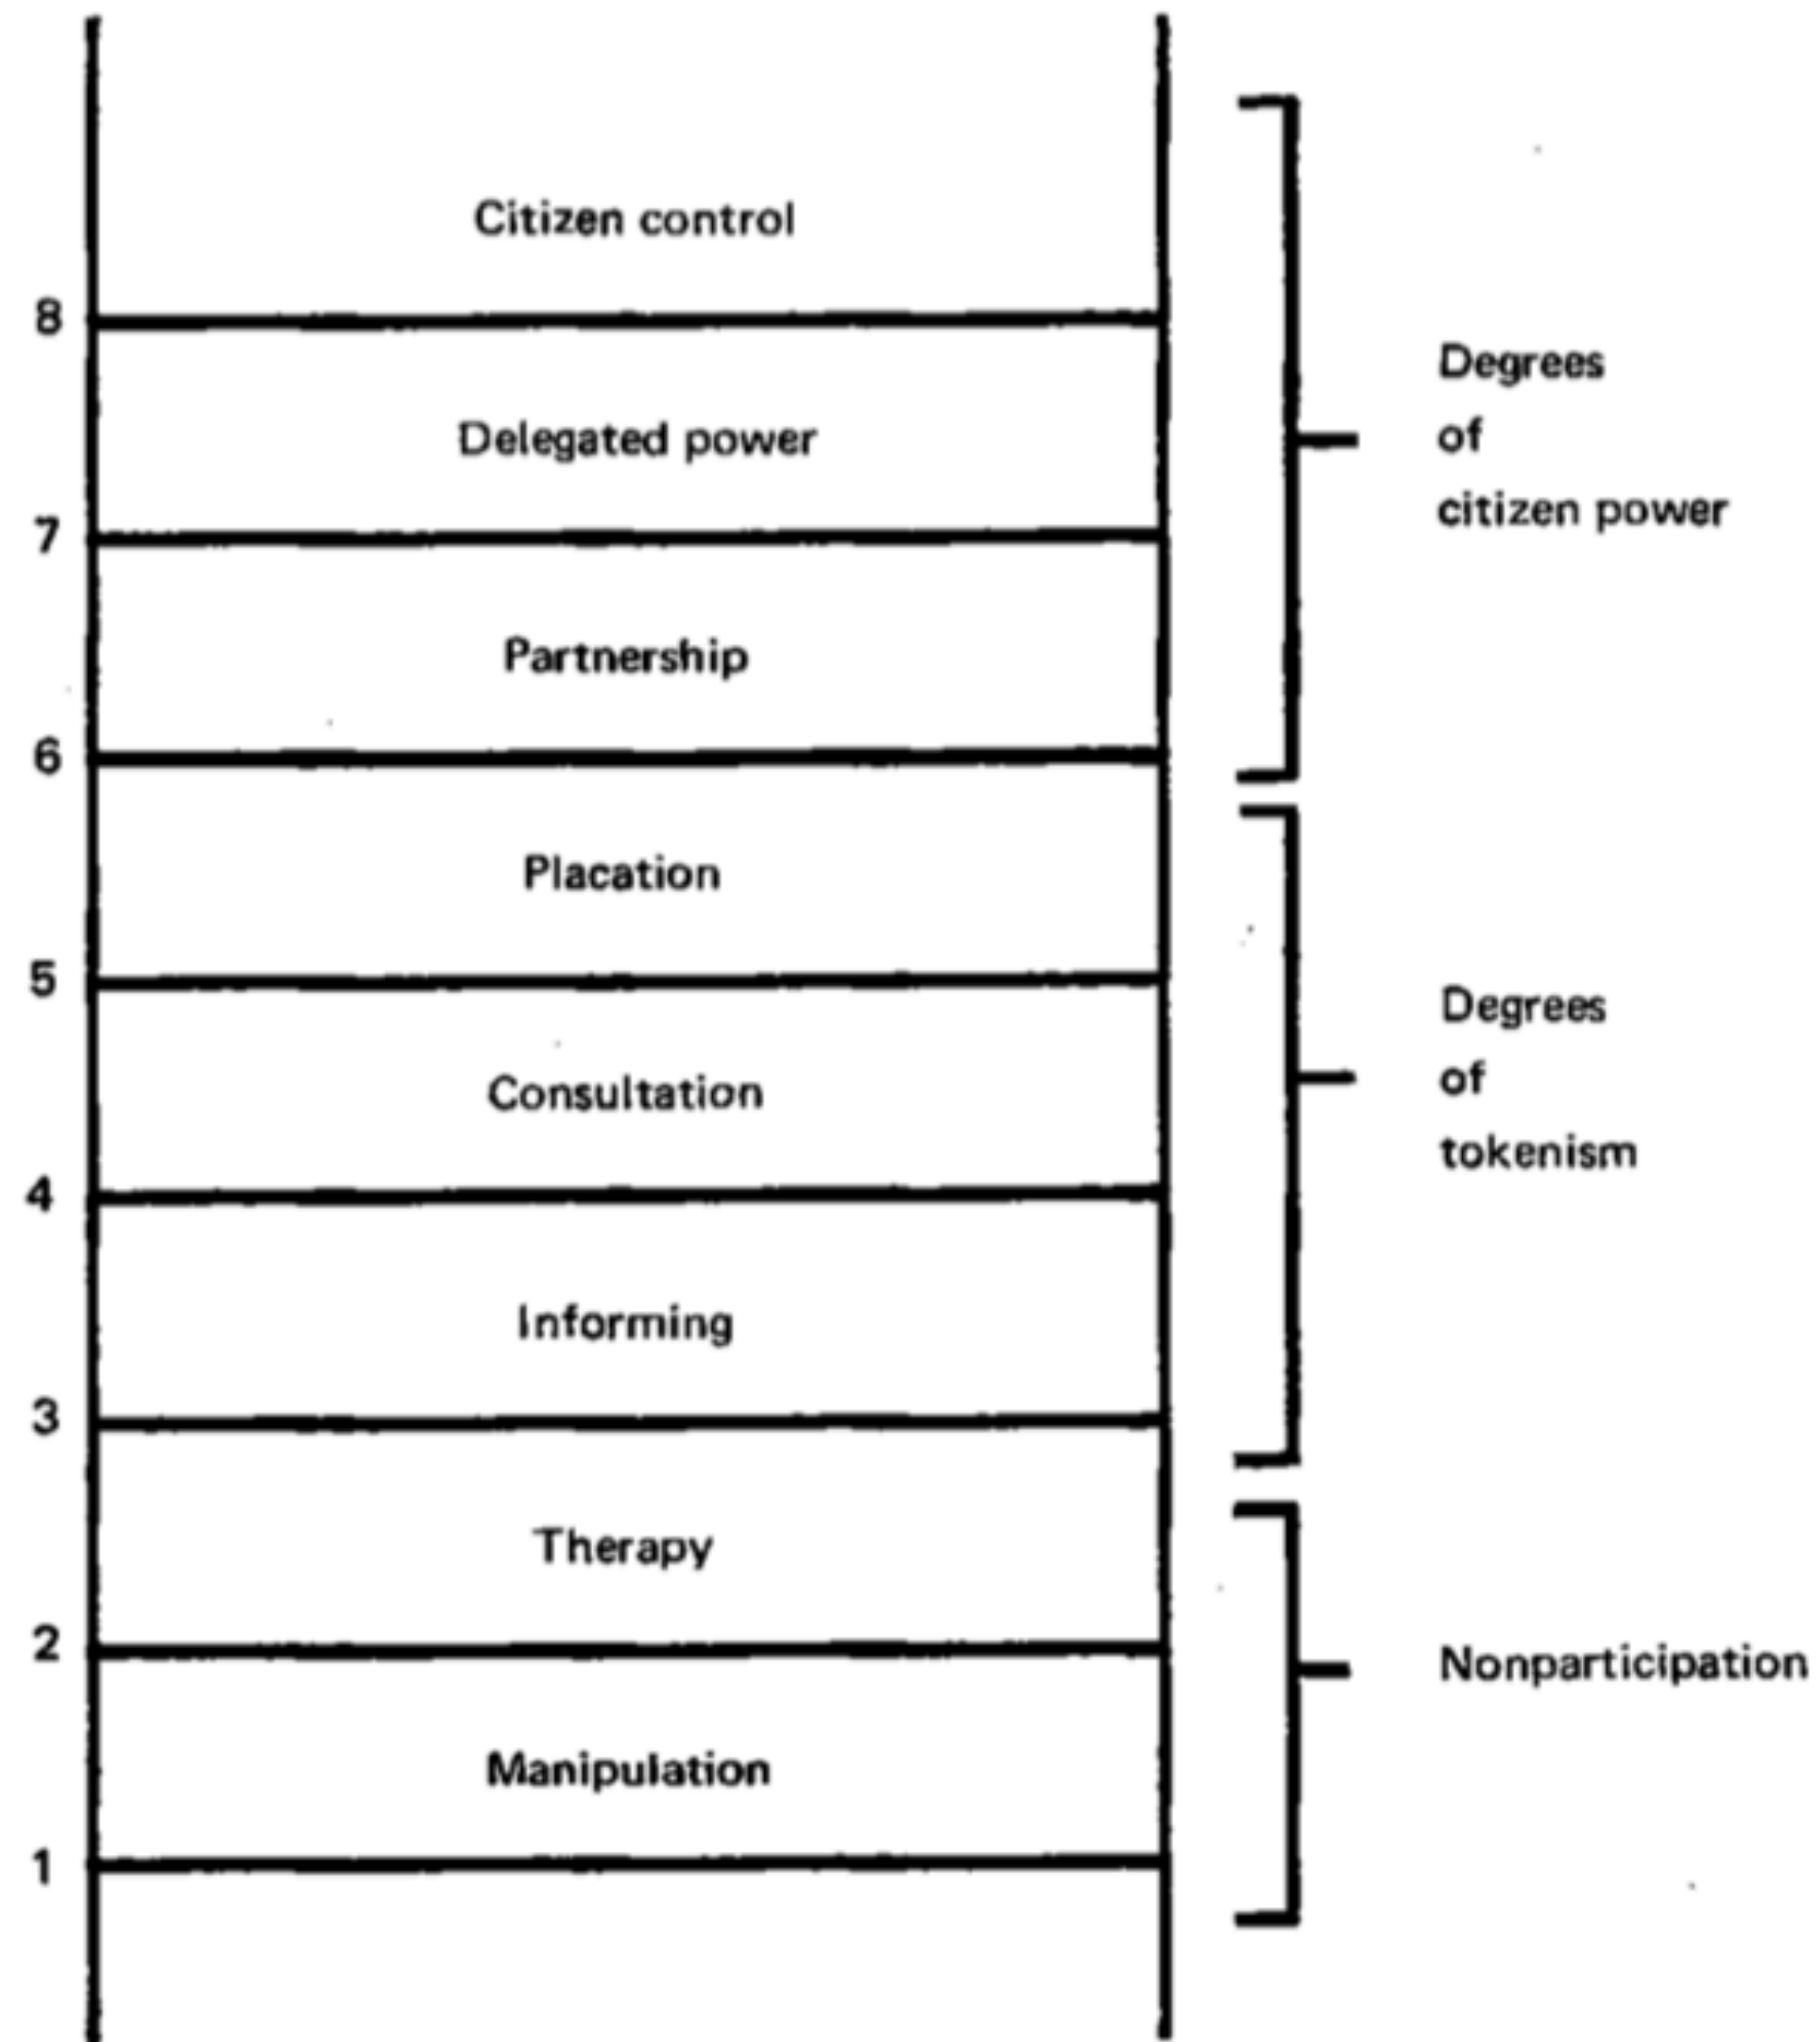 Citizen control
8
Delegated power
7
Partnership
6
Placation
5
Consultation
4
Informing
3
Therapy
2
Manipulation
1
Degrees
of
citizen power
Degrees
of
tokenism
Nonparticipation